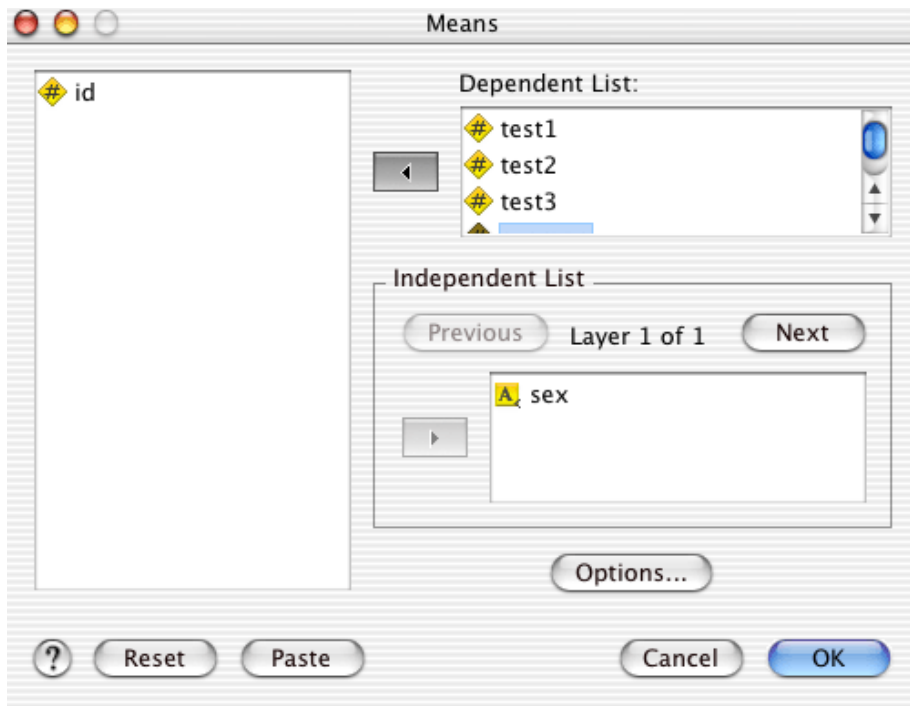 Means
# id
Dependent List:
# test1
# test2
# test3
Independent List
Previous
Layer 1 of 1
Next
A sex
Options...
?
Reset
Paste
Cancel
OK